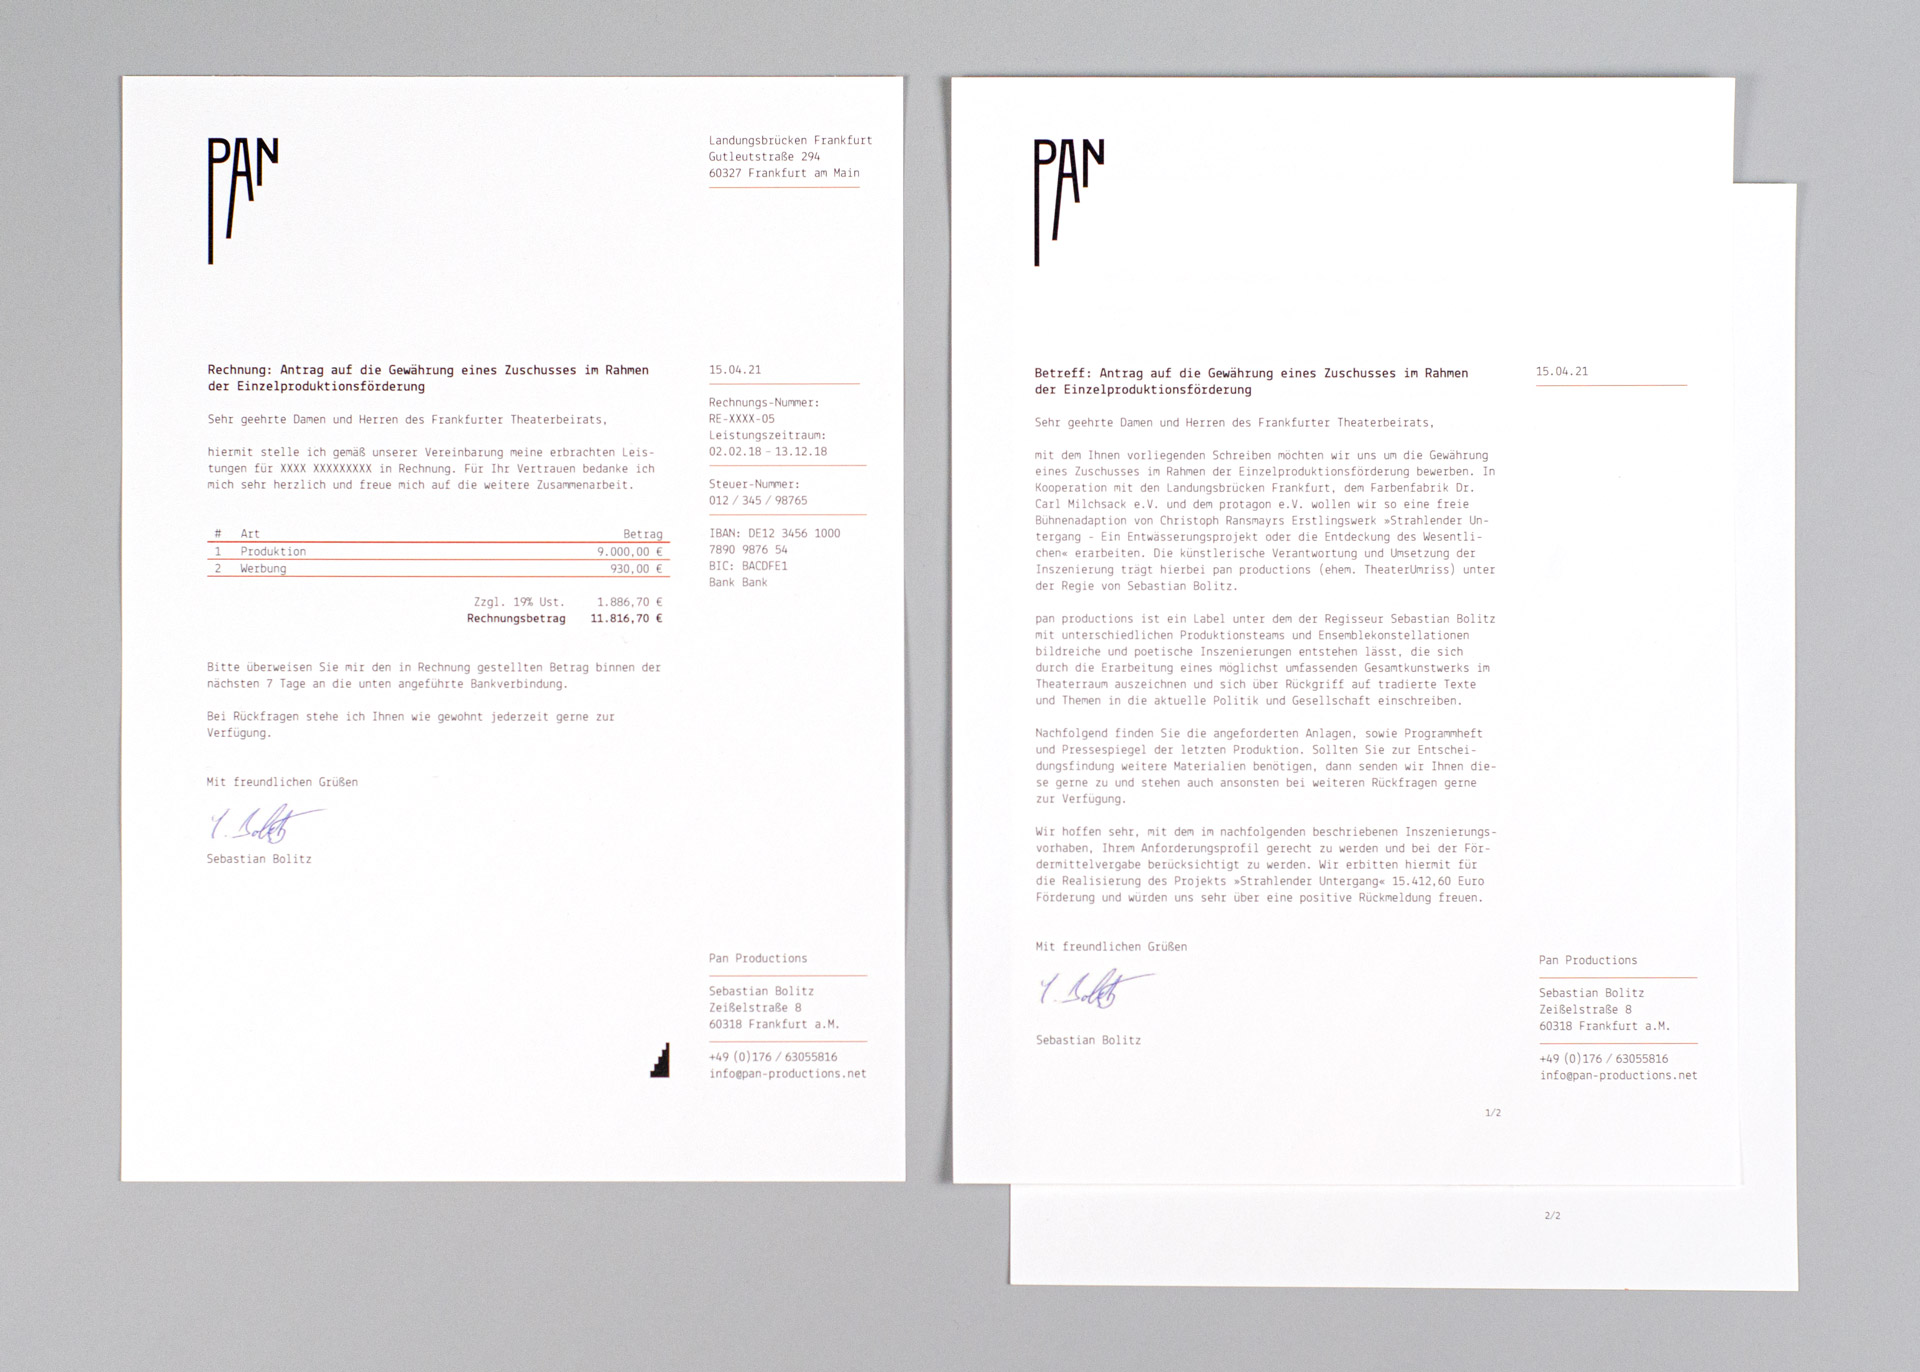 PAN
Landungsbrücken Frankfurt
Gutleutstraße 294
60327 Frankfurt am Main
Rechnung: Antrag auf die Gewährung eines Zuschusses im Rahmen
der Einzelproduktionsförderung
15.04.21
Sehr geehrte Damen und Herren des Frankfurter Theaterbeirats,
hiermit stelle ich gemäß unserer Vereinbarung meine erbrachten Leis-
tungen für XXXX XXXXXXXXX in Rechnung. Für Ihr Vertrauen bedanke ich
mich sehr herzlich und freue mich auf die weitere Zusammenarbeit.
Rechnungs-Nummer:
RE-XXXX-05
Leistungszeitraum:
02.02.18 - 13.12.18
Steuer-Nummer:
012 / 345 / 98765
IBAN: DE12 3456 1000
7890 9876 54
BIC: BACDFE1
Bank Bank
# Art Betrag
1 Produktion 9.000,00 €
2 Werbung 930,00 €
Zzgl. 19% Ust. 1.886,70 €
Rechnungsbetrag 11.816,70 €
Bitte überweisen Sie mir den in Rechnung gestellten Betrag binnen der
nächsten 7 Tage an die unten angeführte Bankverbindung.
Bei Rückfragen stehe ich Ihnen wie gewohnt jederzeit gerne zur
Verfügung.
Mit freundlichen Grüßen
Sebastian Bolitz
Pan Productions
Sebastian Bolitz
Zeißelstraße 8
60318 Frankfurt a.M.
+49 (0)176 / 63055816
info@pan-productions.net
PAN
Betreff: Antrag auf die Gewährung eines Zuschusses im Rahmen
der Einzelproduktionsförderung
15.04.21
Sehr geehrte Damen und Herren des Frankfurter Theaterbeirats,
mit dem Ihnen vorliegenden Schreiben möchten wir uns um die Gewährung
eines Zuschusses im Rahmen der Einzelproduktionsförderung bewerben. In
Kooperation mit den Landungsbrücken Frankfurt, dem Farbenfabrik Dr.
Carl Milchsack e.V. und dem protagon e.V. wollen wir so eine freie
Bühnenadaption von Christoph Ransmayrs Erstlingswerk »Strahlender Un-
tergang - Ein Entwässerungsprojekt oder die Entdeckung des Wesentli-
chen« erarbeiten. Die künstlerische Verantwortung und Umsetzung der
Inszenierung trägt hierbei pan productions (ehem. TheaterUmriss) unter
der Regie von Sebastian Bolitz.
pan productions ist ein Label unter dem der Regisseur Sebastian Bolitz
mit unterschiedlichen Produktionsteams und Ensemblekonstellationen
bildreiche und poetische Inszenierungen entstehen lässt, die sich
durch die Erarbeitung eines möglichst umfassenden Gesamtkunstwerks im
Theaterraum auszeichnen und sich über Rückgriff auf tradierte Texte
und Themen in die aktuelle Politik und Gesellschaft einschreiben.
Nachfolgend finden Sie die angeforderten Anlagen, sowie Programmheft
und Pressespiegel der letzten Produktion. Sollten Sie zur Entschei-
dungsfindung weitere Materialien benötigen, dann senden wir Ihnen die-
se gerne zu und stehen auch ansonsten bei weiteren Rückfragen gerne
zur Verfügung.
Wir hoffen sehr, mit dem im nachfolgenden beschriebenen Inszenierungs-
vorhaben, Ihrem Anforderungsprofil gerecht zu werden und bei der För-
dermittelvergabe berücksichtigt zu werden. Wir erbitten hiermit für
die Realisierung des Projekts »Strahlender Untergang« 15.412,60 Euro
Förderung und würden uns sehr über eine positive Rückmeldung freuen.
Mit freundlichen Grüßen
Sebastian Bolitz
Pan Productions
Sebastian Bolitz
Zeißelstraße 8
60318 Frankfurt a.M.
+49 (0)176 / 63055816
info@pan-productions.net
1/2
2/2